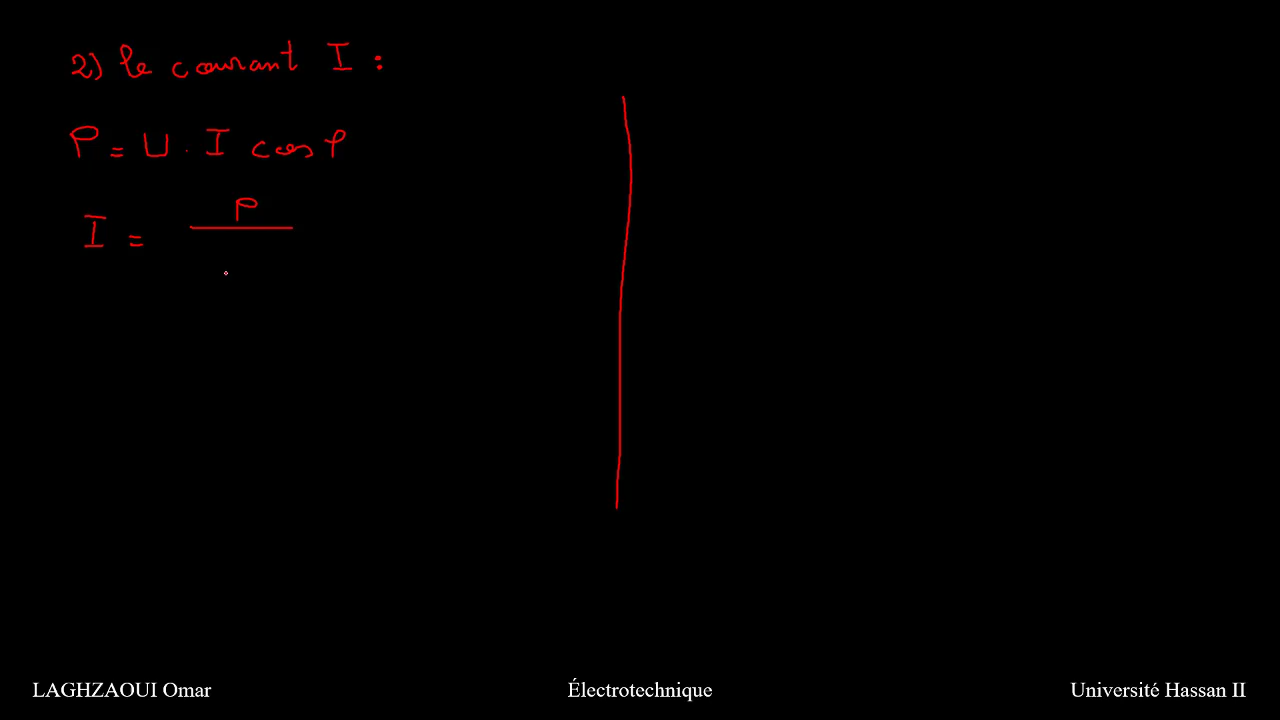 2) le courant I :
P = U . I cos φ
I = P /
LAGHZAOUI Omar
Électrotechnique
Université Hassan II